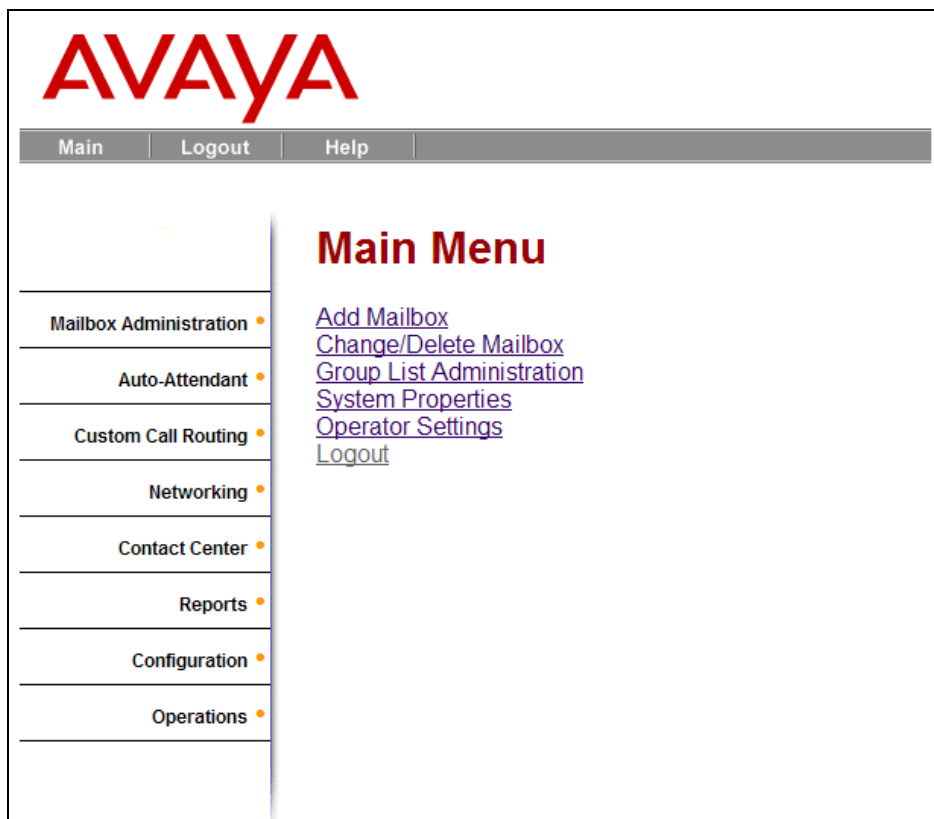 AVAYA
Main Logout Help
Main Menu
Mailbox Administration
Auto-Attendant
Custom Call Routing
Networking
Contact Center
Reports
Configuration
Operations
Add Mailbox
Change/Delete Mailbox
Group List Administration
System Properties
Operator Settings
Logout